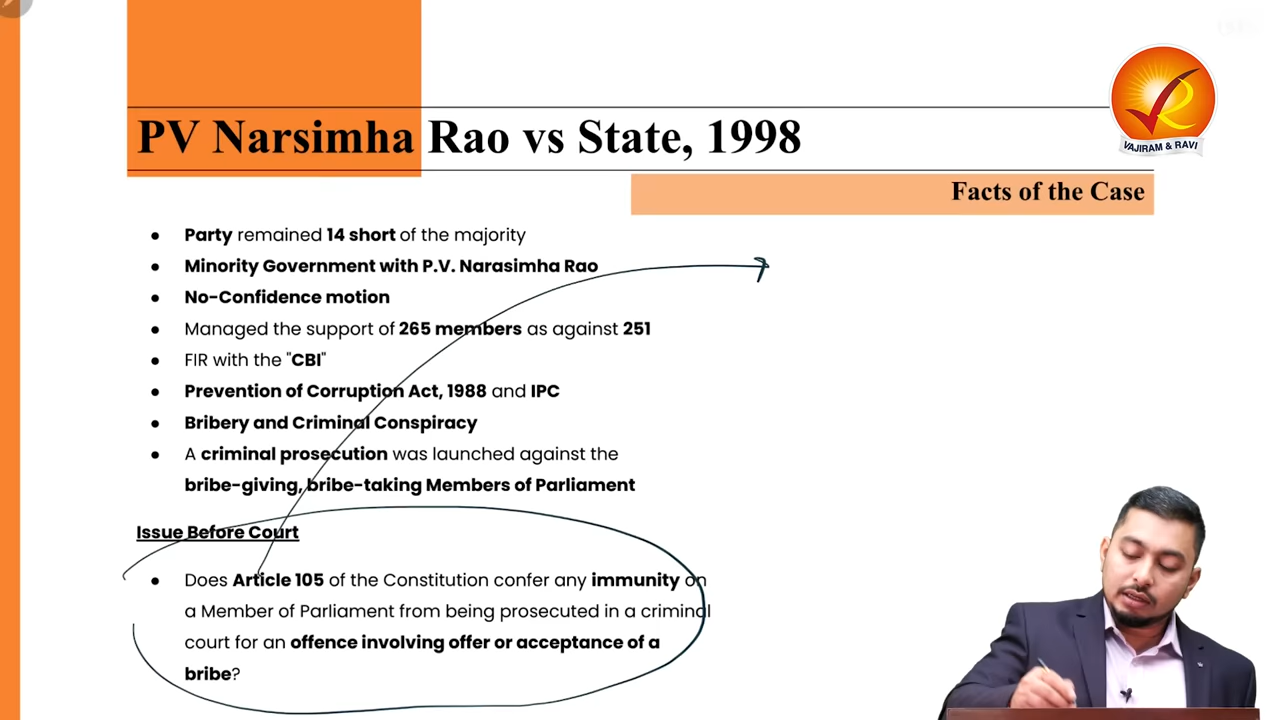 VAJIRAM & RAVI
PV Narsimha Rao vs State, 1998
Facts of the Case
● Party remained 14 short of the majority
● Minority Government with P.V. Narasimha Rao
● No-Confidence motion
● Managed the support of 265 members as against 251
● FIR with the "CBI"
● Prevention of Corruption Act, 1988 and IPC
● Bribery and Criminal Conspiracy
● A criminal prosecution was launched against the
bribe-giving, bribe-taking Members of Parliament
Issue Before Court
● Does Article 105 of the Constitution confer any immunity on
a Member of Parliament from being prosecuted in a criminal
court for an offence involving offer or acceptance of a
bribe?